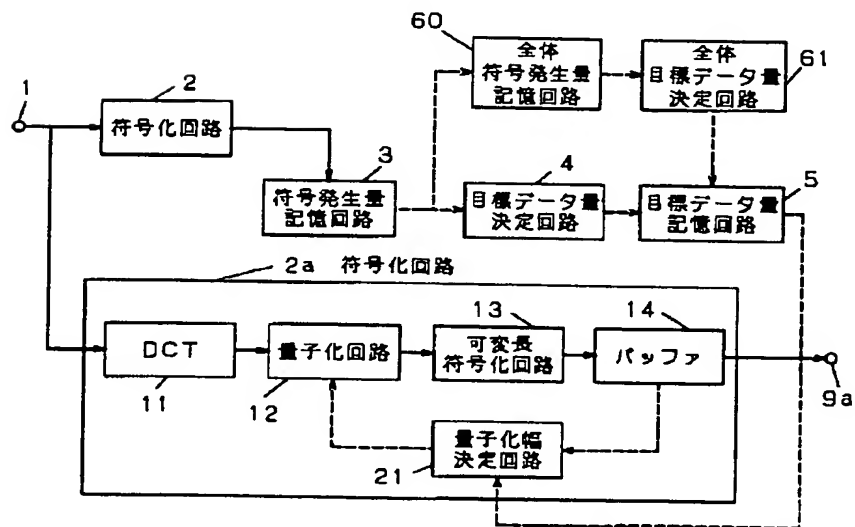 60
全体
符号発生量
記憶回路
全体
目標データ量
決定回路
61
1
2
符号化回路
3
符号発生量
記憶回路
4
目標データ量
決定回路
5
目標データ量
記憶回路
2a 符号化回路
DCT
11
量子化回路
12
13
可変長
符号化回路
14
バッファ
9a
量子化幅
決定回路
21